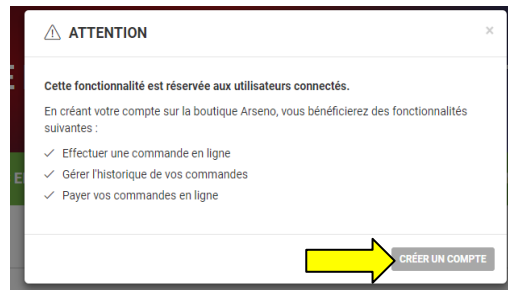 ATTENTION
×
Cette fonctionnalité est réservée aux utilisateurs connectés.
En créant votre compte sur la boutique Arseno, vous bénéficierez des fonctionnalités
suivantes :
✓ Effectuer une commande en ligne
✓ Gérer l'historique de vos commandes
✓ Payer vos commandes en ligne
CRÉER UN COMPTE